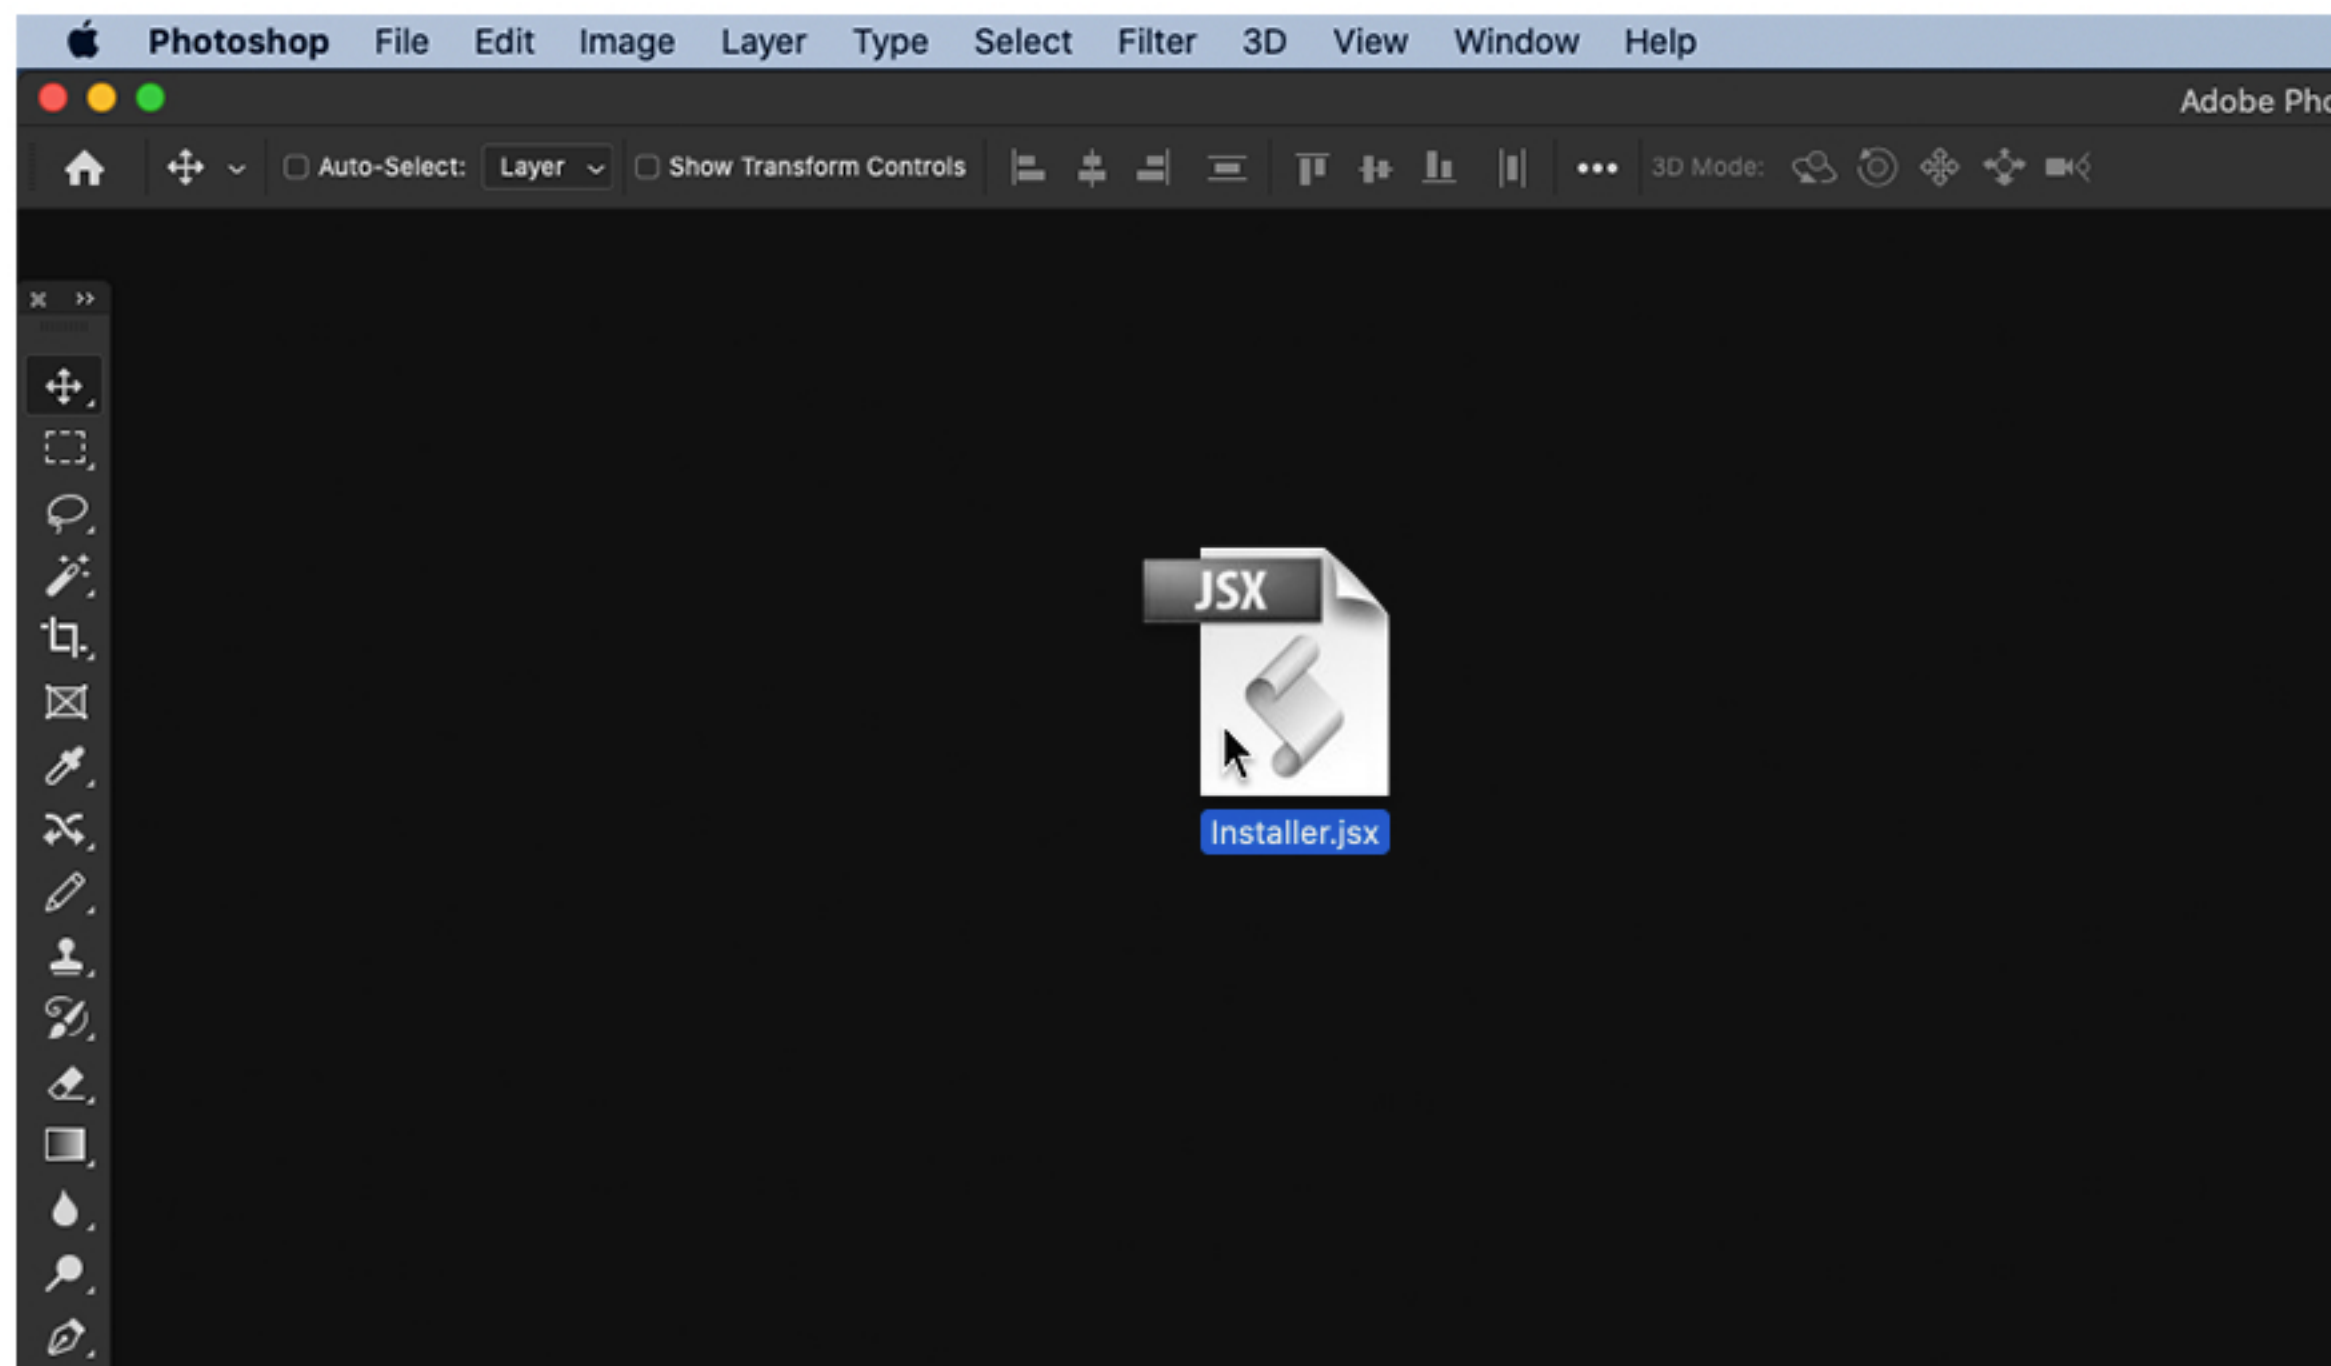 Photoshop File Edit Image Layer Type Select Filter 3D View Window Help
Adobe Pho
Auto-Select: Layer Show Transform Controls 3D Mode:
JSX
Installer.jsx